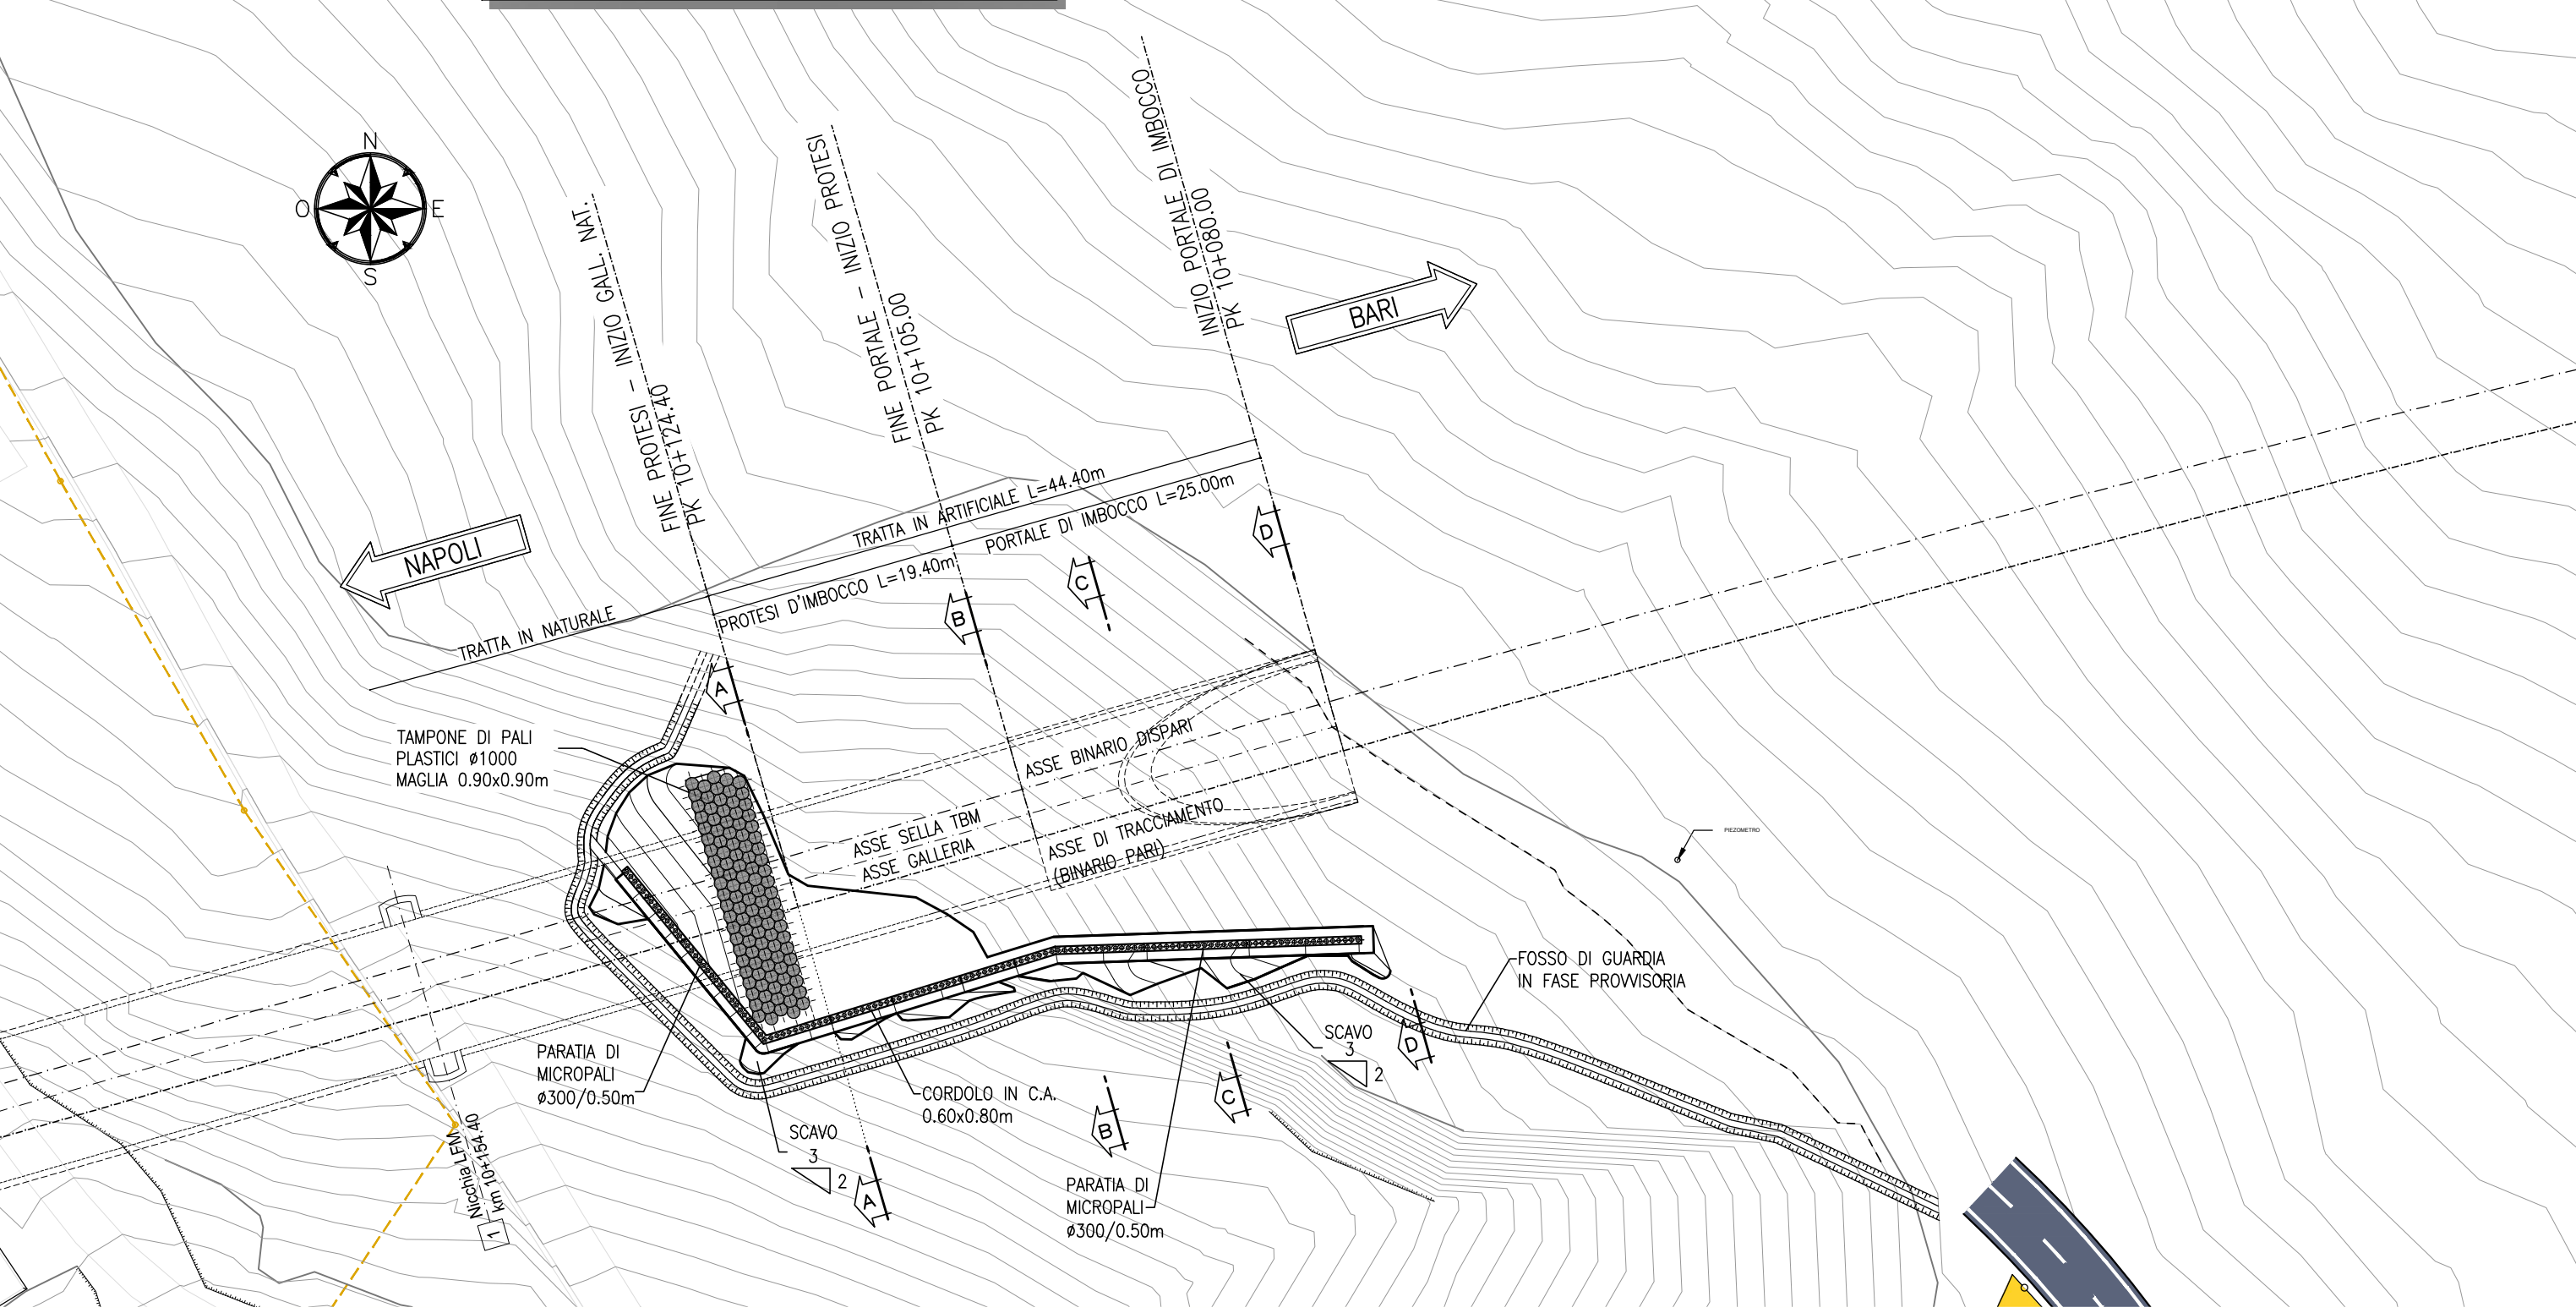 N
O
E
S
FINE PROTESI - INIZIO GALL. NAT.
PK 10+124.40
FINE PORTALE - INIZIO PROTESI
PK 10+105.00
INIZIO PORTALE DI IMBOCCO
PK 10+080.00
BARI
NAPOLI
TRATTA IN NATURALE
TRATTA IN ARTIFICIALE L=44.40m
PROTESI D'IMBOCCO L=19.40m
PORTALE DI IMBOCCO L=25.00m
A
B
C
D
TAMPONE DI PALI
PLASTICI ø1000
MAGLIA 0.90x0.90m
ASSE BINARIO DISPARI
ASSE SELLA TBM
ASSE GALLERIA
ASSE DI TRACCIAMENTO
(BINARIO PARI)
PIEZOMETRO
FOSSO DI GUARDIA
IN FASE PROVVISORIA
PARATIA DI
MICROPALI
ø300/0.50m
CORDOLO IN C.A.
0.60x0.80m
SCAVO
3
2
SCAVO
3
2
PARATIA DI
MICROPALI
ø300/0.50m
A
B
C
D
Nicchia LFM
km 10+154.40
1